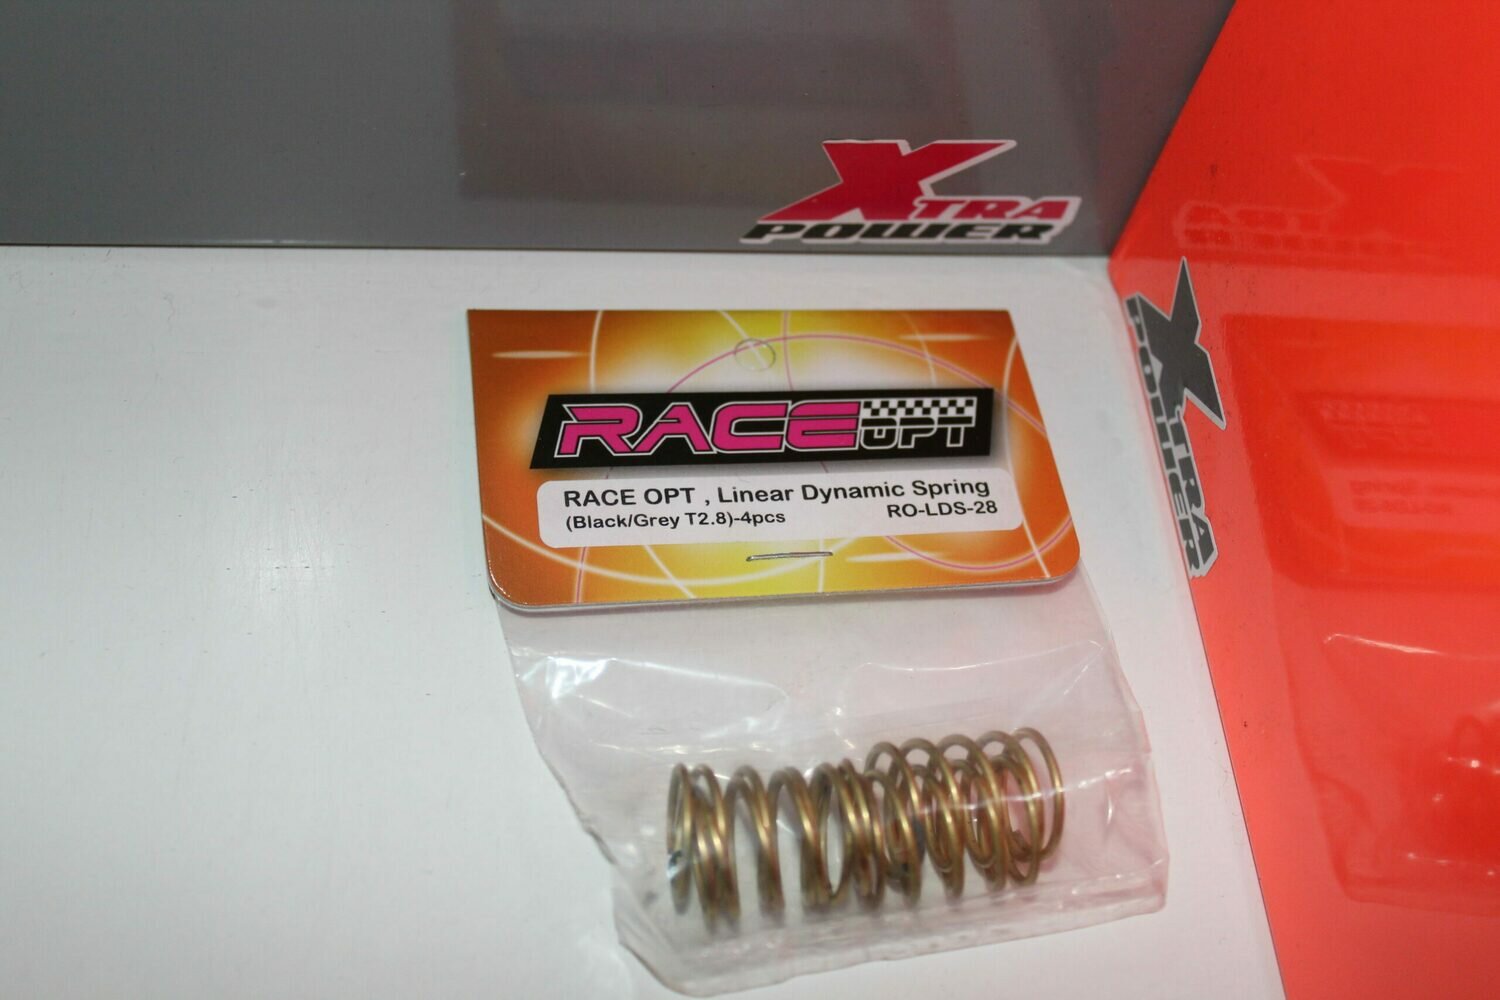 XTRA
POWER
RACE OPT
RACE OPT , Linear Dynamic Spring
(Black/Grey T2.8)-4pcs RO-LDS-28
XTRA
POWER